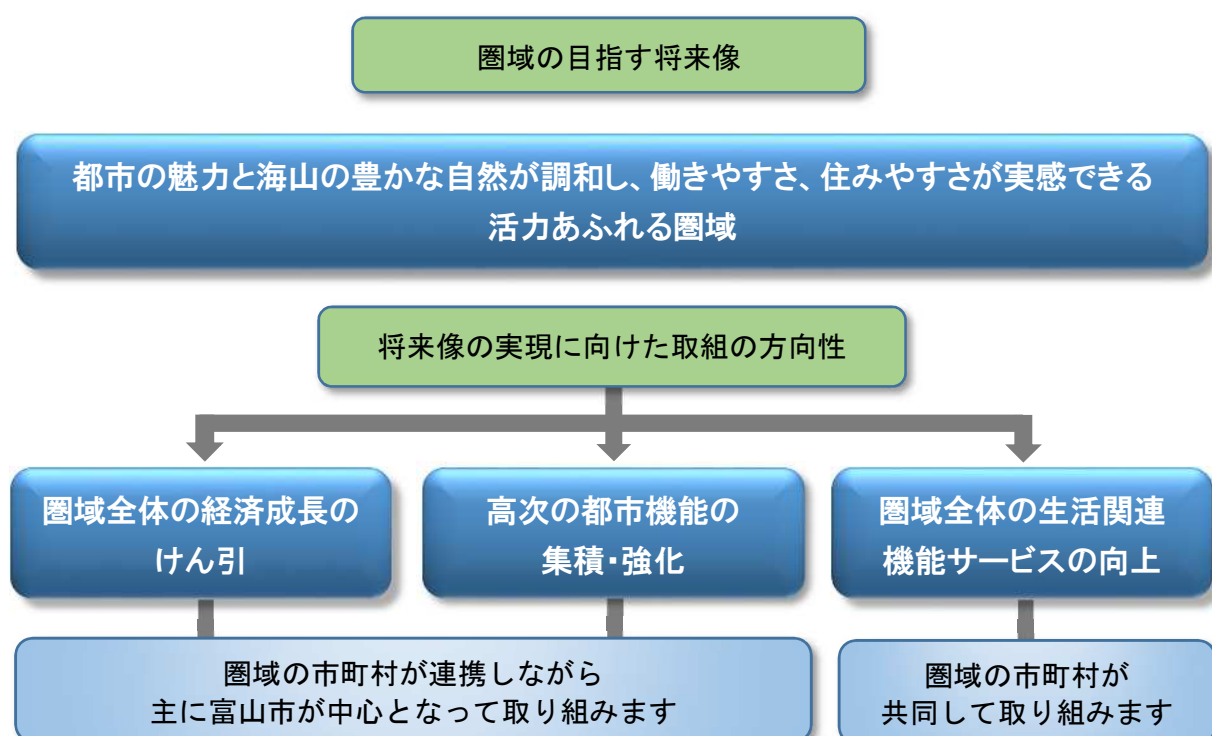 圏域の目指す将来像
都市の魅力と海山の豊かな自然が調和し、働きやすさ、住みやすさが実感できる
活力あふれる圏域
将来像の実現に向けた取組の方向性
圏域全体の経済成長の
けん引
高次の都市機能の
集積・強化
圏域全体の生活関連
機能サービスの向上
圏域の市町村が連携しながら
主に富山市が中心となって取り組みます
圏域の市町村が
共同して取り組みます